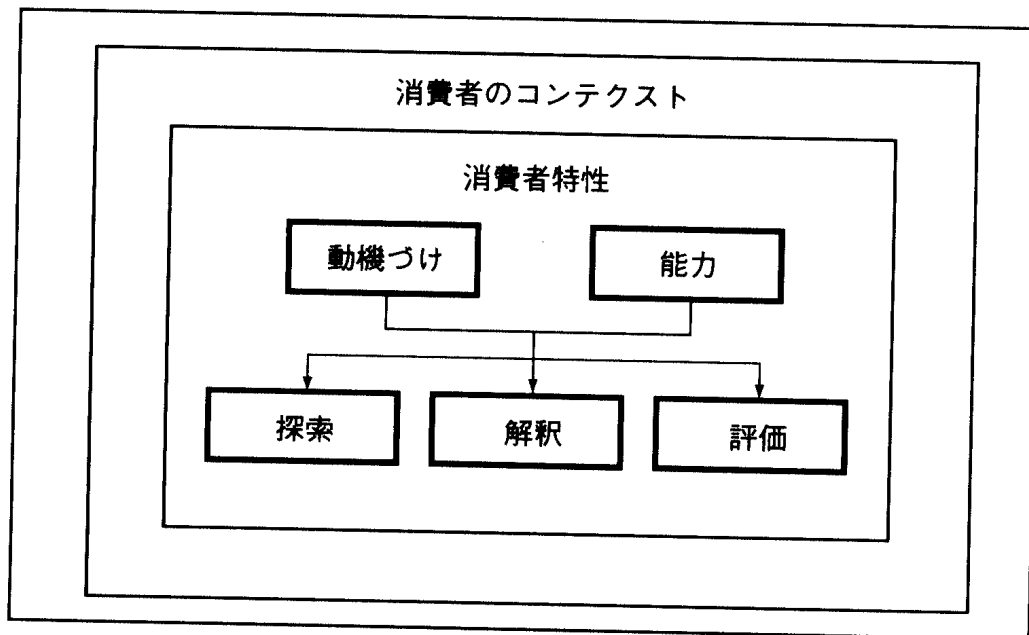 消費者のコンテクスト
消費者特性
動機づけ
能力
探索
解釈
評価